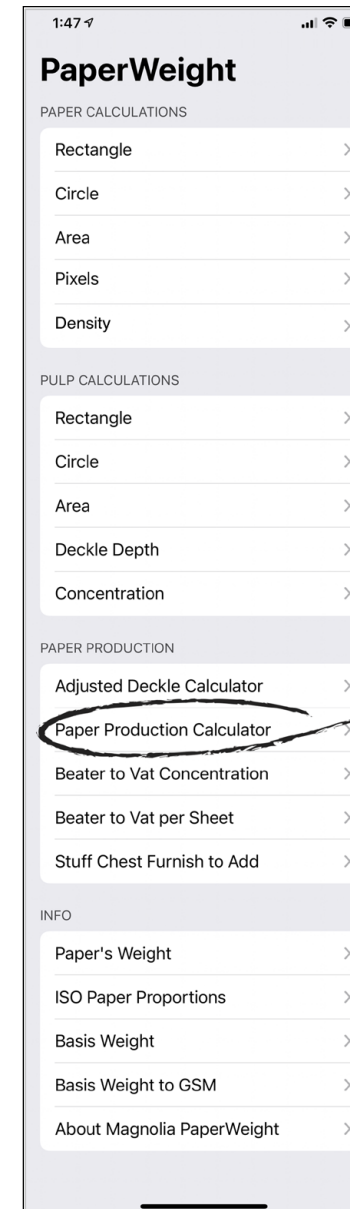 1:47
PaperWeight
PAPER CALCULATIONS
Rectangle
Circle
Area
Pixels
Density
PULP CALCULATIONS
Rectangle
Circle
Area
Deckle Depth
Concentration
PAPER PRODUCTION
Adjusted Deckle Calculator
Paper Production Calculator
Beater to Vat Concentration
Beater to Vat per Sheet
Stuff Chest Furnish to Add
INFO
Paper's Weight
ISO Paper Proportions
Basis Weight
Basis Weight to GSM
About Magnolia PaperWeight